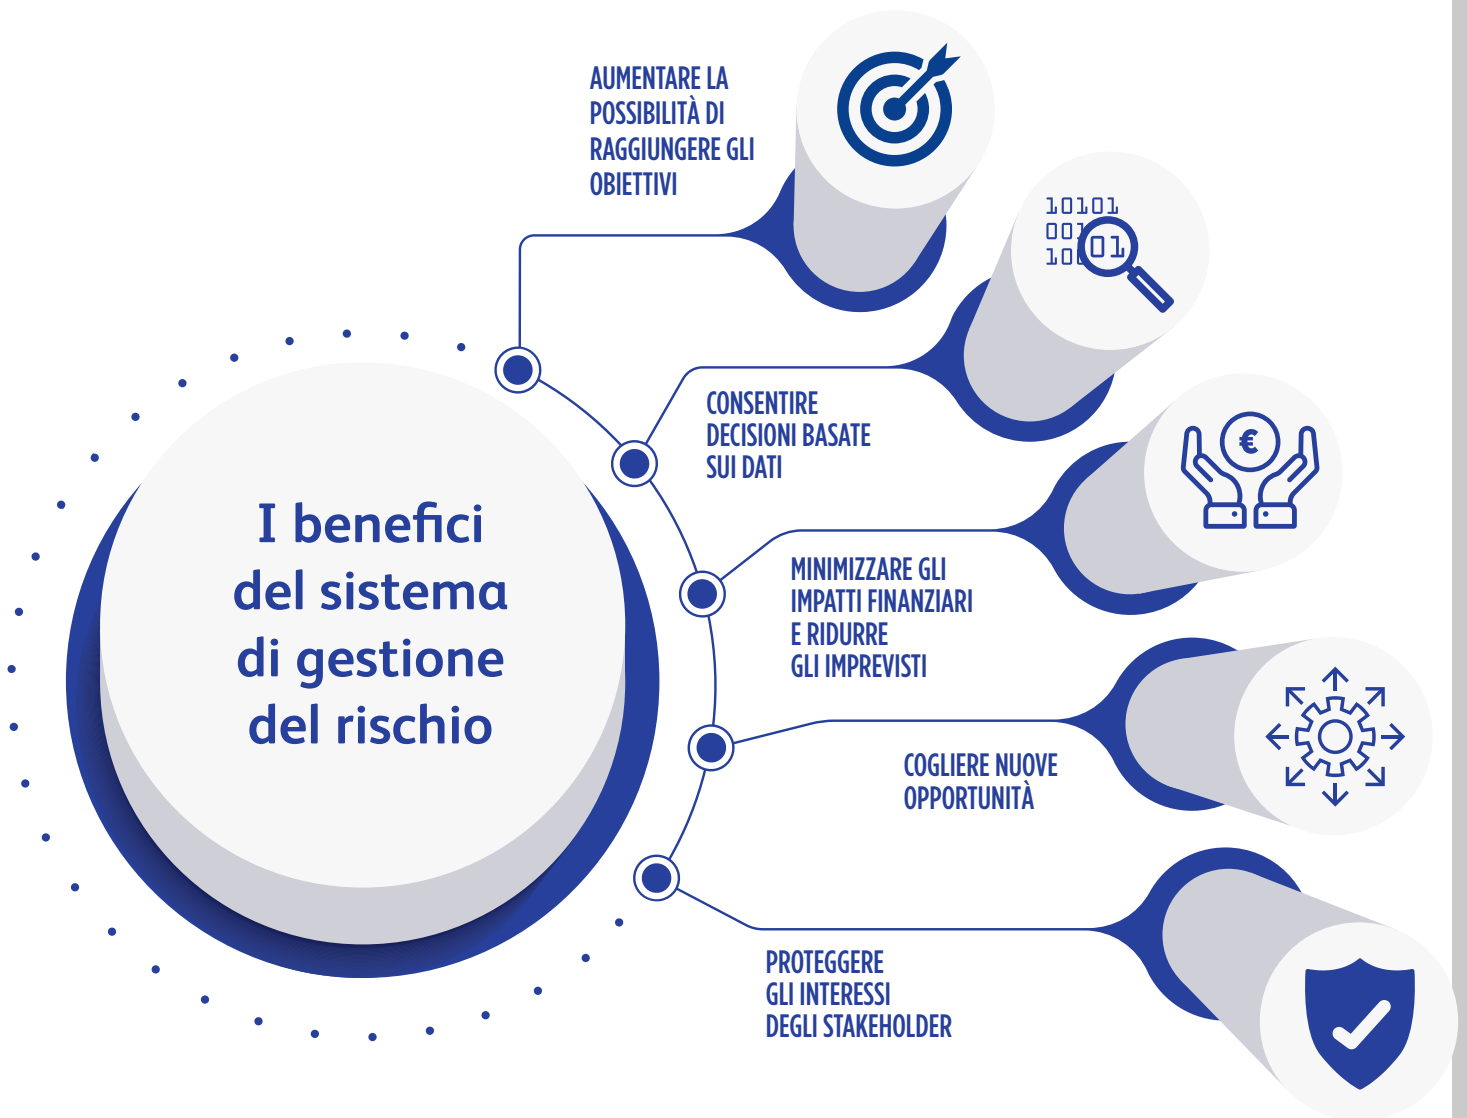 AUMENTARE LA
POSSIBILITÀ DI
RAGGIUNGERE GLI
OBIETTIVI
10101
CONSENTIRE
DECISIONI BASATE
SUI DATI
I benefici
del sistema
di gestione
del rischio
MINIMIZZARE GLI
IMPATTI FINANZIARI
E RIDURRE
GLI IMPREVISTI
€
COGLIERE NUOVE
OPPORTUNITÀ
PROTEGGERE
GLI INTERESSI
DEGLI STAKEHOLDER